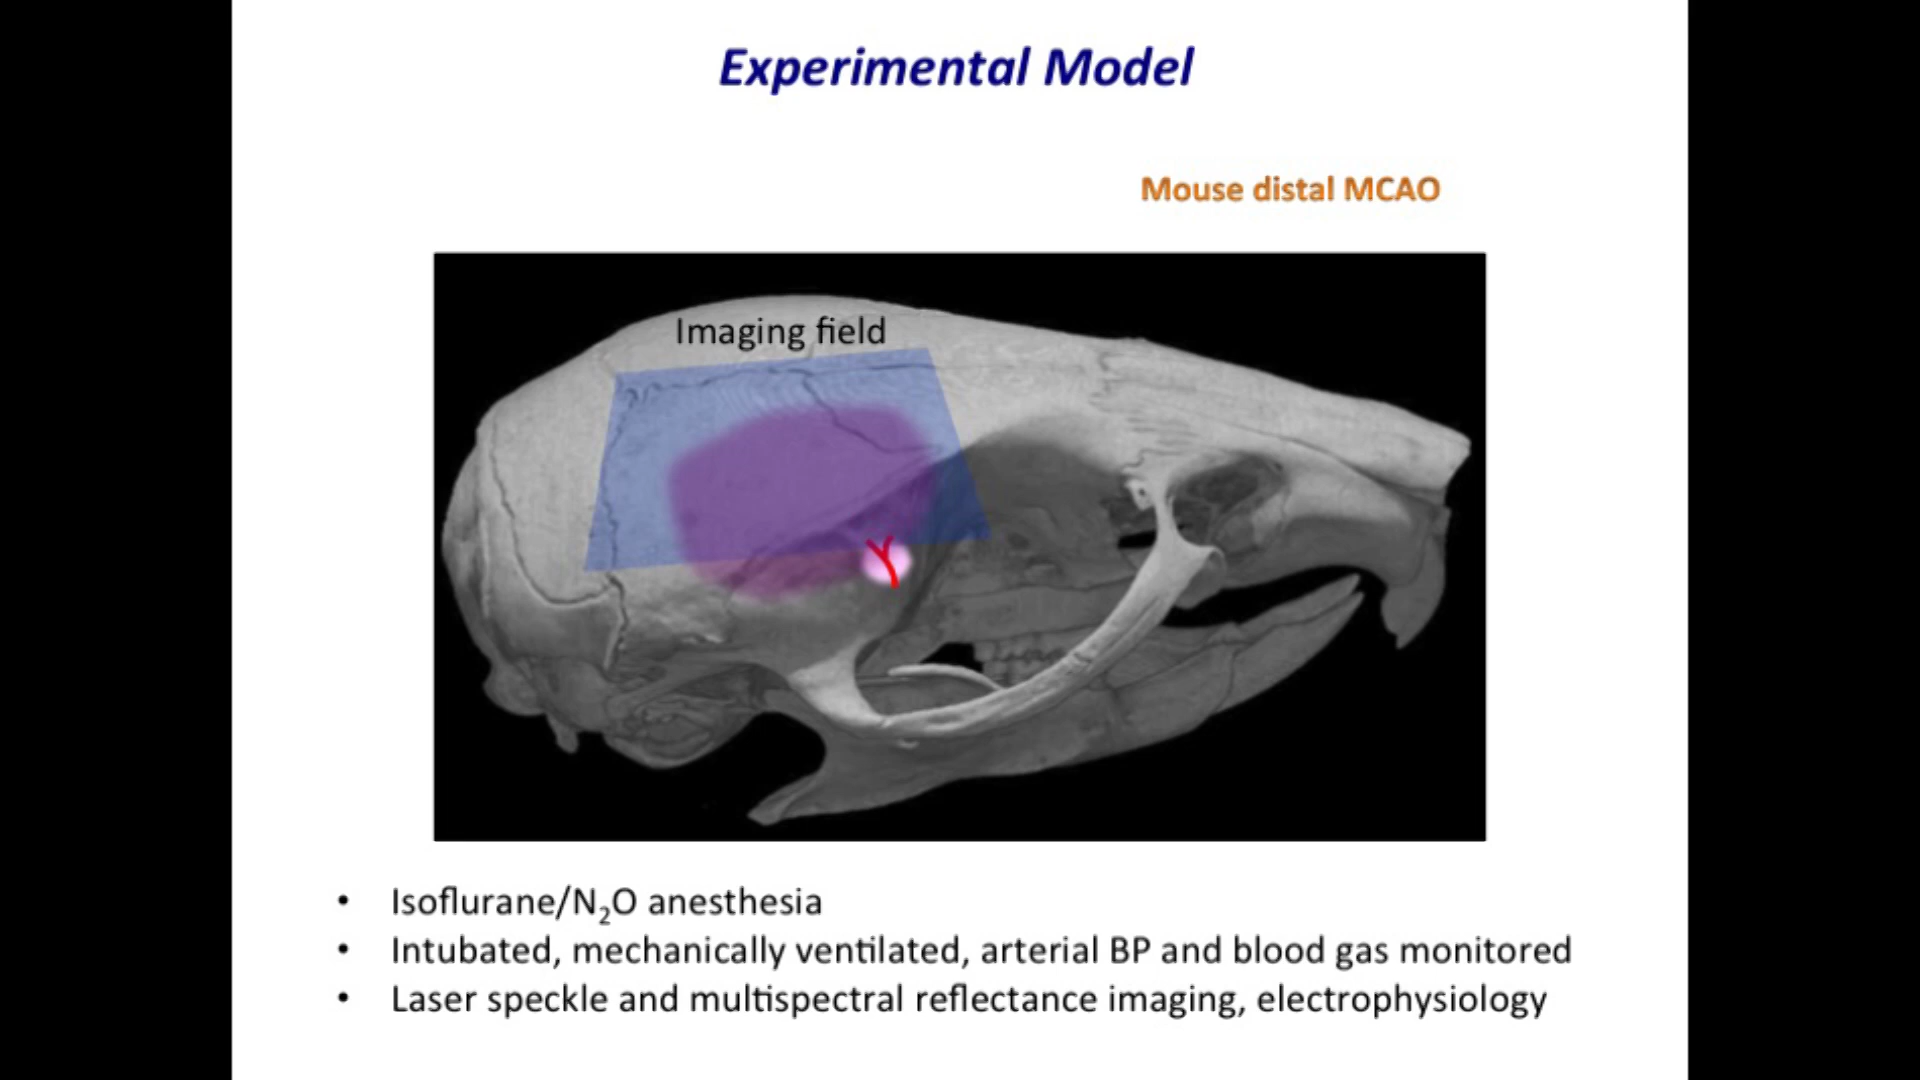 Experimental Model
Mouse distal MCAO
Imaging field
• Isoflurane/N₂O anesthesia
• Intubated, mechanically ventilated, arterial BP and blood gas monitored
• Laser speckle and multispectral reflectance imaging, electrophysiology